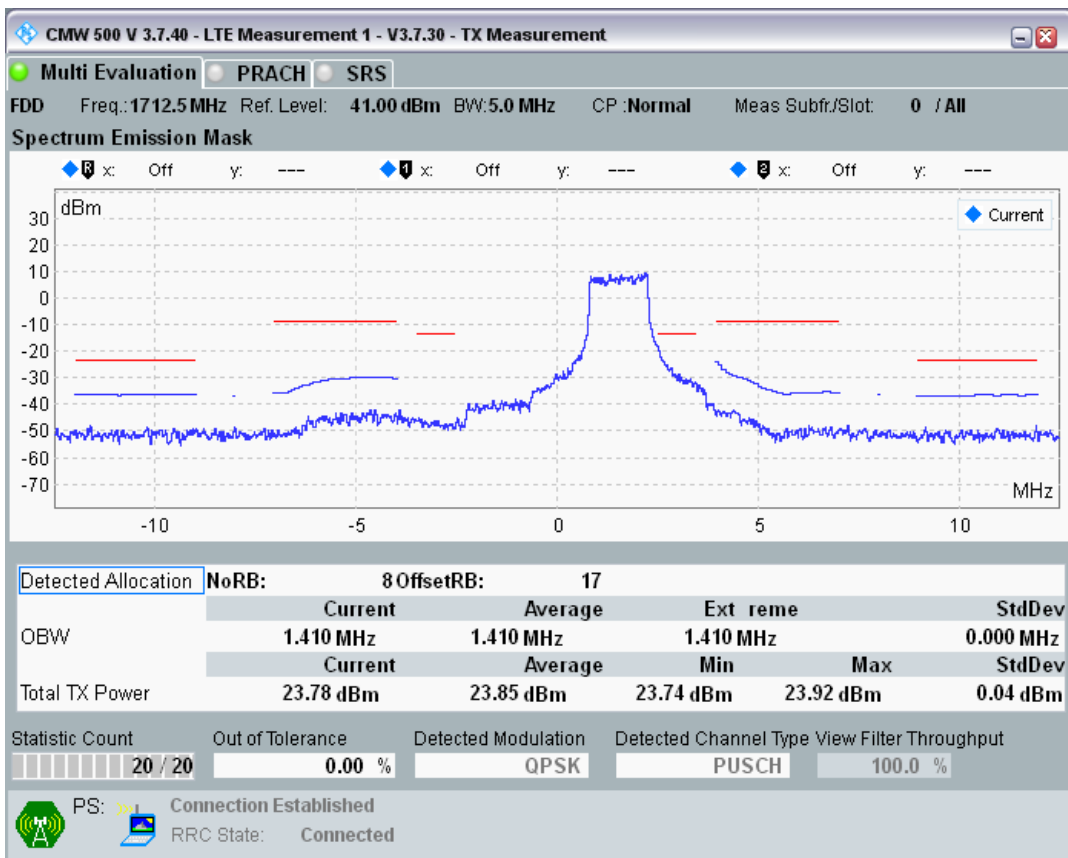 CMW 500 V 3.7.40 - LTE Measurement 1 - V3.7.30 - TX Measurement
Multi Evaluation PRACH SRS
FDD Freq.:1712.5 MHz Ref. Level: 41.00 dBm BW:5.0 MHz CP :Normal Meas Subfr./Slot: 0 / All
Spectrum Emission Mask
R x: Off y: --- 1 x: Off y: --- 2 x: Off y: ---
dBm
Current
30
20
10
0
-10
-20
-30
-40
-50
-60
-70
MHz
-10 -5 0 5 10
Detected Allocation NoRB: 8 OffsetRB: 17
Current Average Ext reme StdDev
OBW 1.410 MHz 1.410 MHz 1.410 MHz 0.000 MHz
Current Average Min Max StdDev
Total TX Power 23.78 dBm 23.85 dBm 23.74 dBm 23.92 dBm 0.04 dBm
Statistic Count Out of Tolerance Detected Modulation Detected Channel Type View Filter Throughput
20 / 20 0.00 % QPSK PUSCH 100.0 %
PS: Connection Established
RRC State: Connected